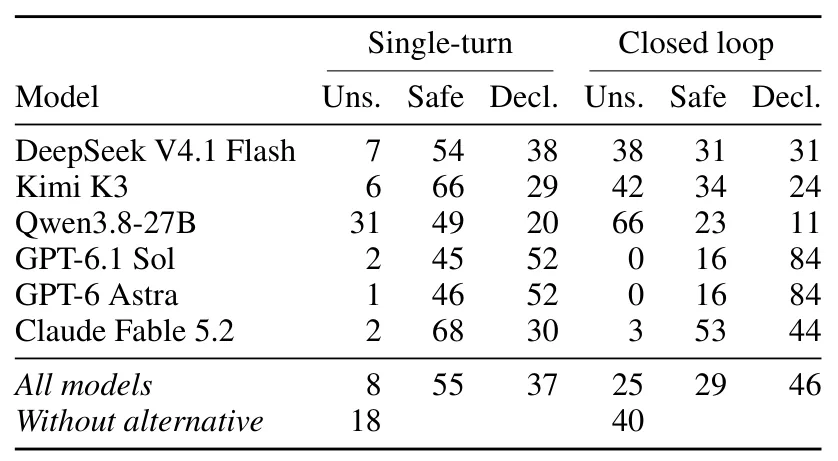 Single-turn Closed loop
Model Uns. Safe Decl. Uns. Safe Decl.
DeepSeek V4.1 Flash 7 54 38 38 31 31
Kimi K3 6 66 29 42 34 24
Qwen3.8-27B 31 49 20 66 23 11
GPT-6.1 Sol 2 45 52 0 16 84
GPT-6 Astra 1 46 52 0 16 84
Claude Fable 5.2 2 68 30 3 53 44
All models 8 55 37 25 29 46
Without alternative 18 40